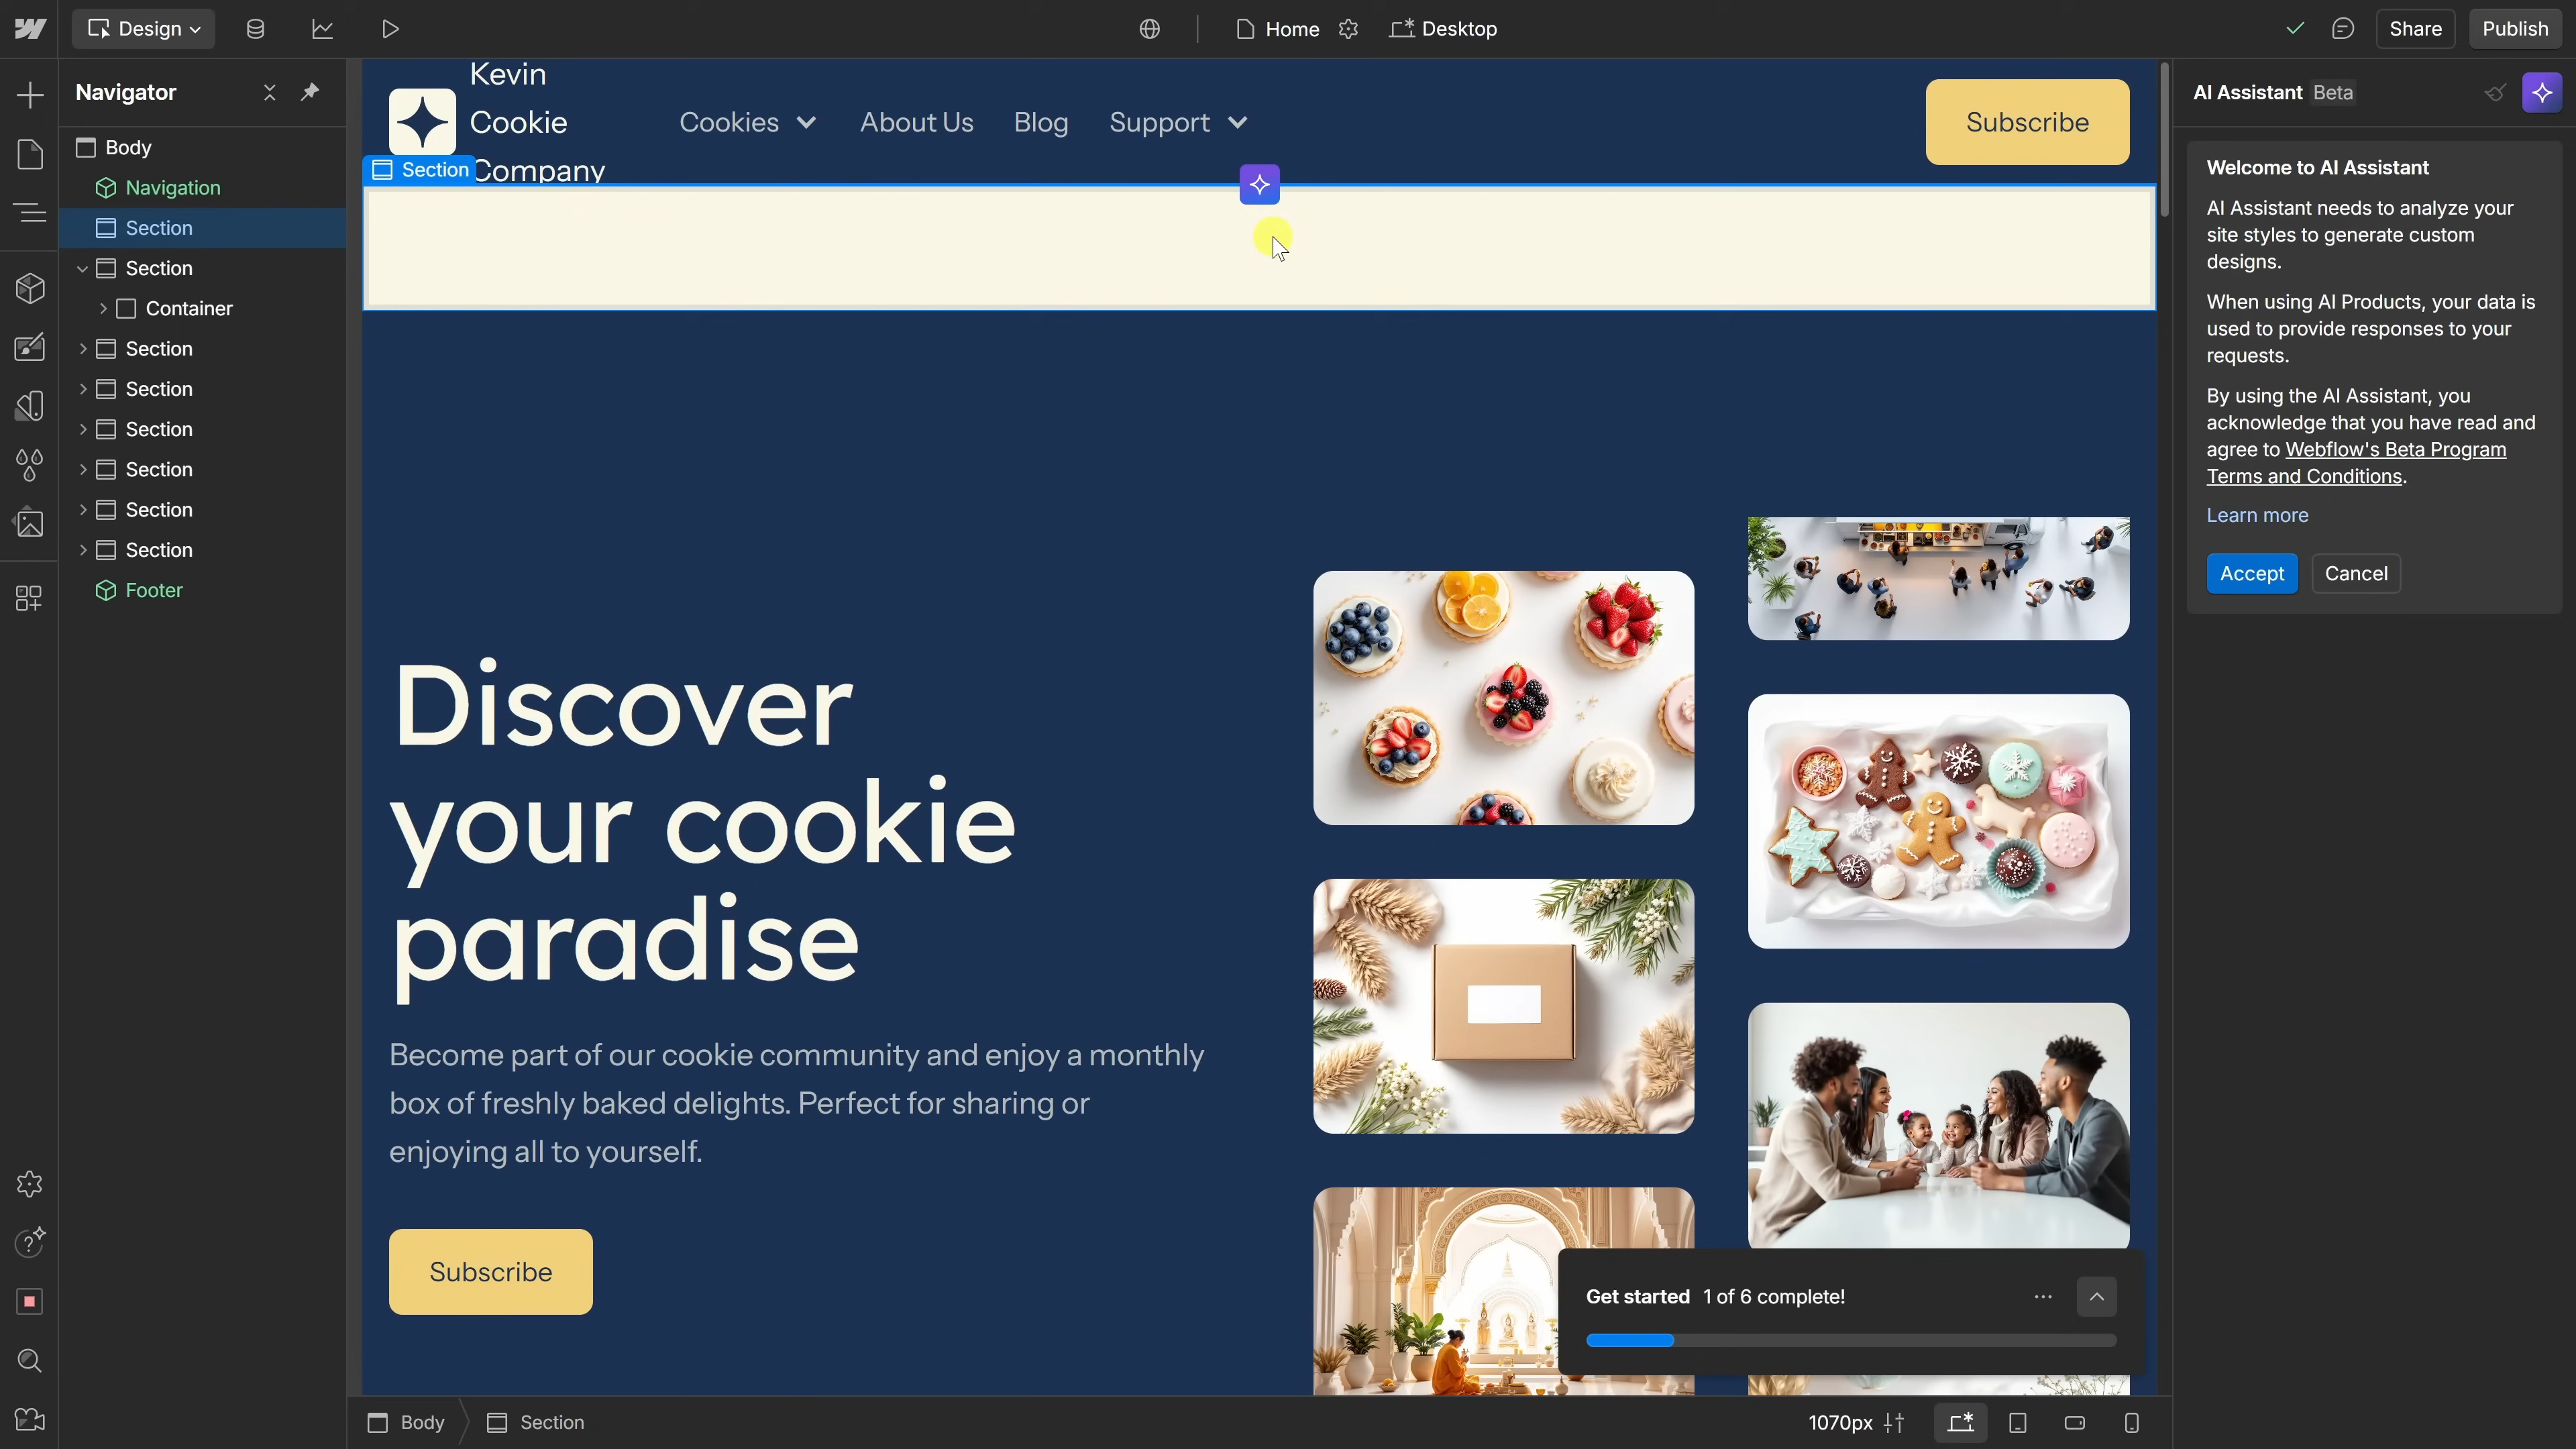 Design
Home
Desktop
Share
Publish
Navigator
Body
Navigation
Section
Section
Container
Section
Section
Section
Section
Section
Section
Footer
Kevin
Cookie
Company
Cookies
About Us
Blog
Support
Subscribe
Section
Discover
your cookie
paradise
Become part of our cookie community and enjoy a monthly
box of freshly baked delights. Perfect for sharing or
enjoying all to yourself.
Subscribe
Get started 1 of 6 complete!
Body
Section
1070px
AI Assistant Beta
Welcome to AI Assistant
AI Assistant needs to analyze your
site styles to generate custom
designs.
When using AI Products, your data is
used to provide responses to your
requests.
By using the AI Assistant, you
acknowledge that you have read and
agree to Webflow's Beta Program
Terms and Conditions.
Learn more
Accept
Cancel